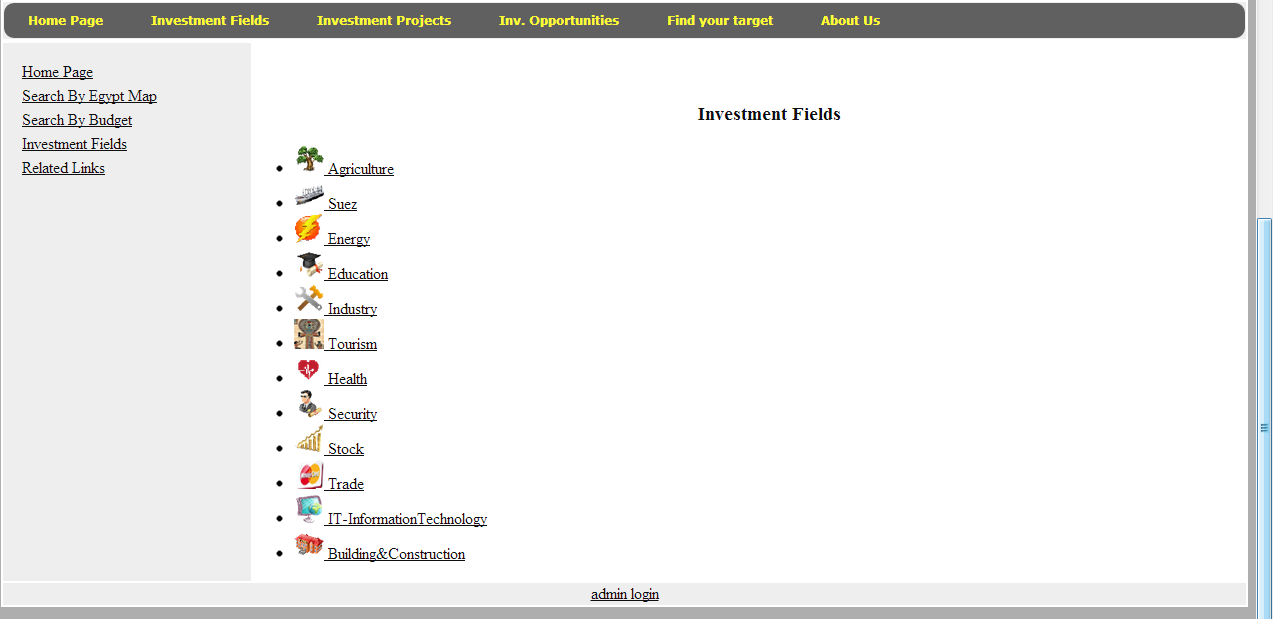 Home Page Investment Fields Investment Projects Inv. Opportunities Find your target About Us
Home Page
Search By Egypt Map
Search By Budget
Investment Fields
Related Links
Investment Fields
Agriculture
Suez
Energy
Education
Industry
Tourism
Health
Security
Stock
Trade
IT-InformationTechnology
Building&Construction
admin login